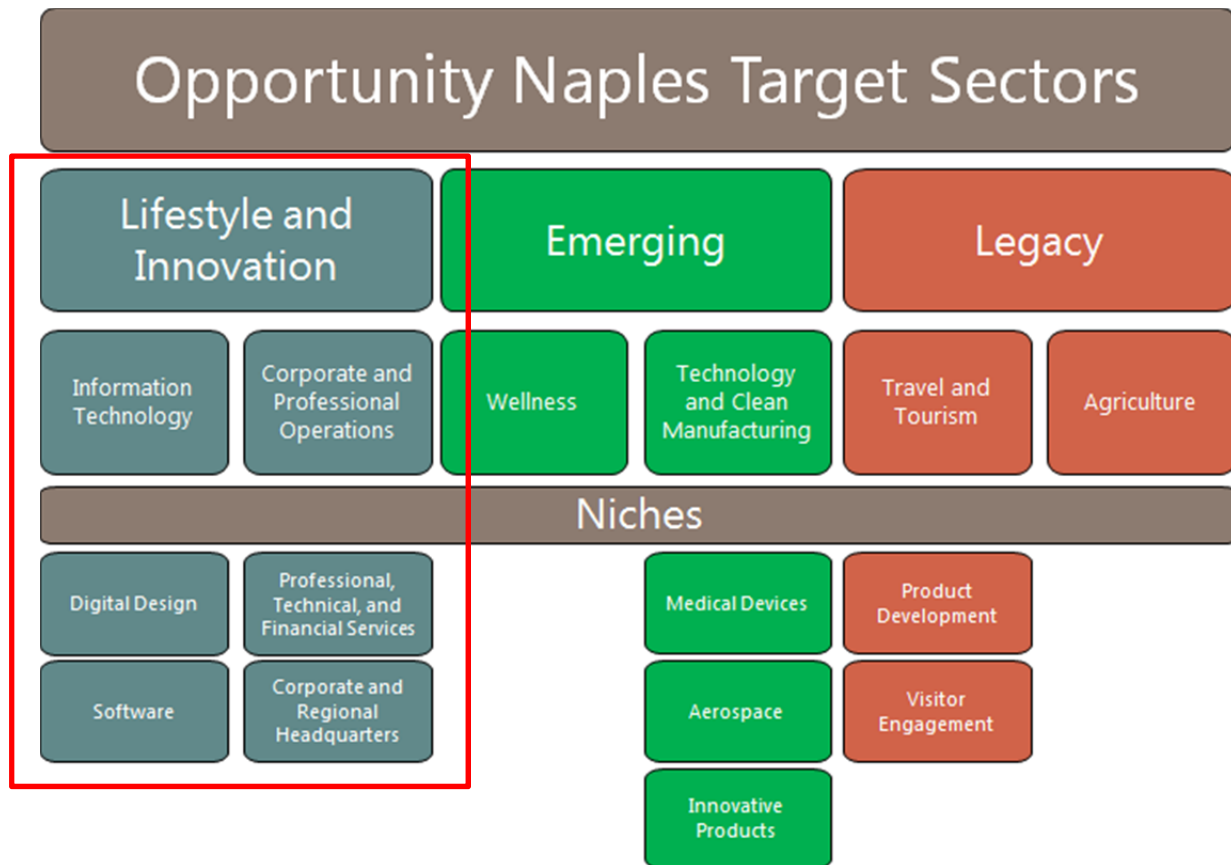 Opportunity Naples Target Sectors
Lifestyle and
Innovation
Emerging
Legacy
Information
Technology
Corporate and
Professional
Operations
Wellness
Technology
and Clean
Manufacturing
Travel and
Tourism
Agriculture
Niches
Digital Design
Professional,
Technical, and
Financial Services
Medical Devices
Product
Development
Software
Corporate and
Regional
Headquarters
Aerospace
Visitor
Engagement
Innovative
Products